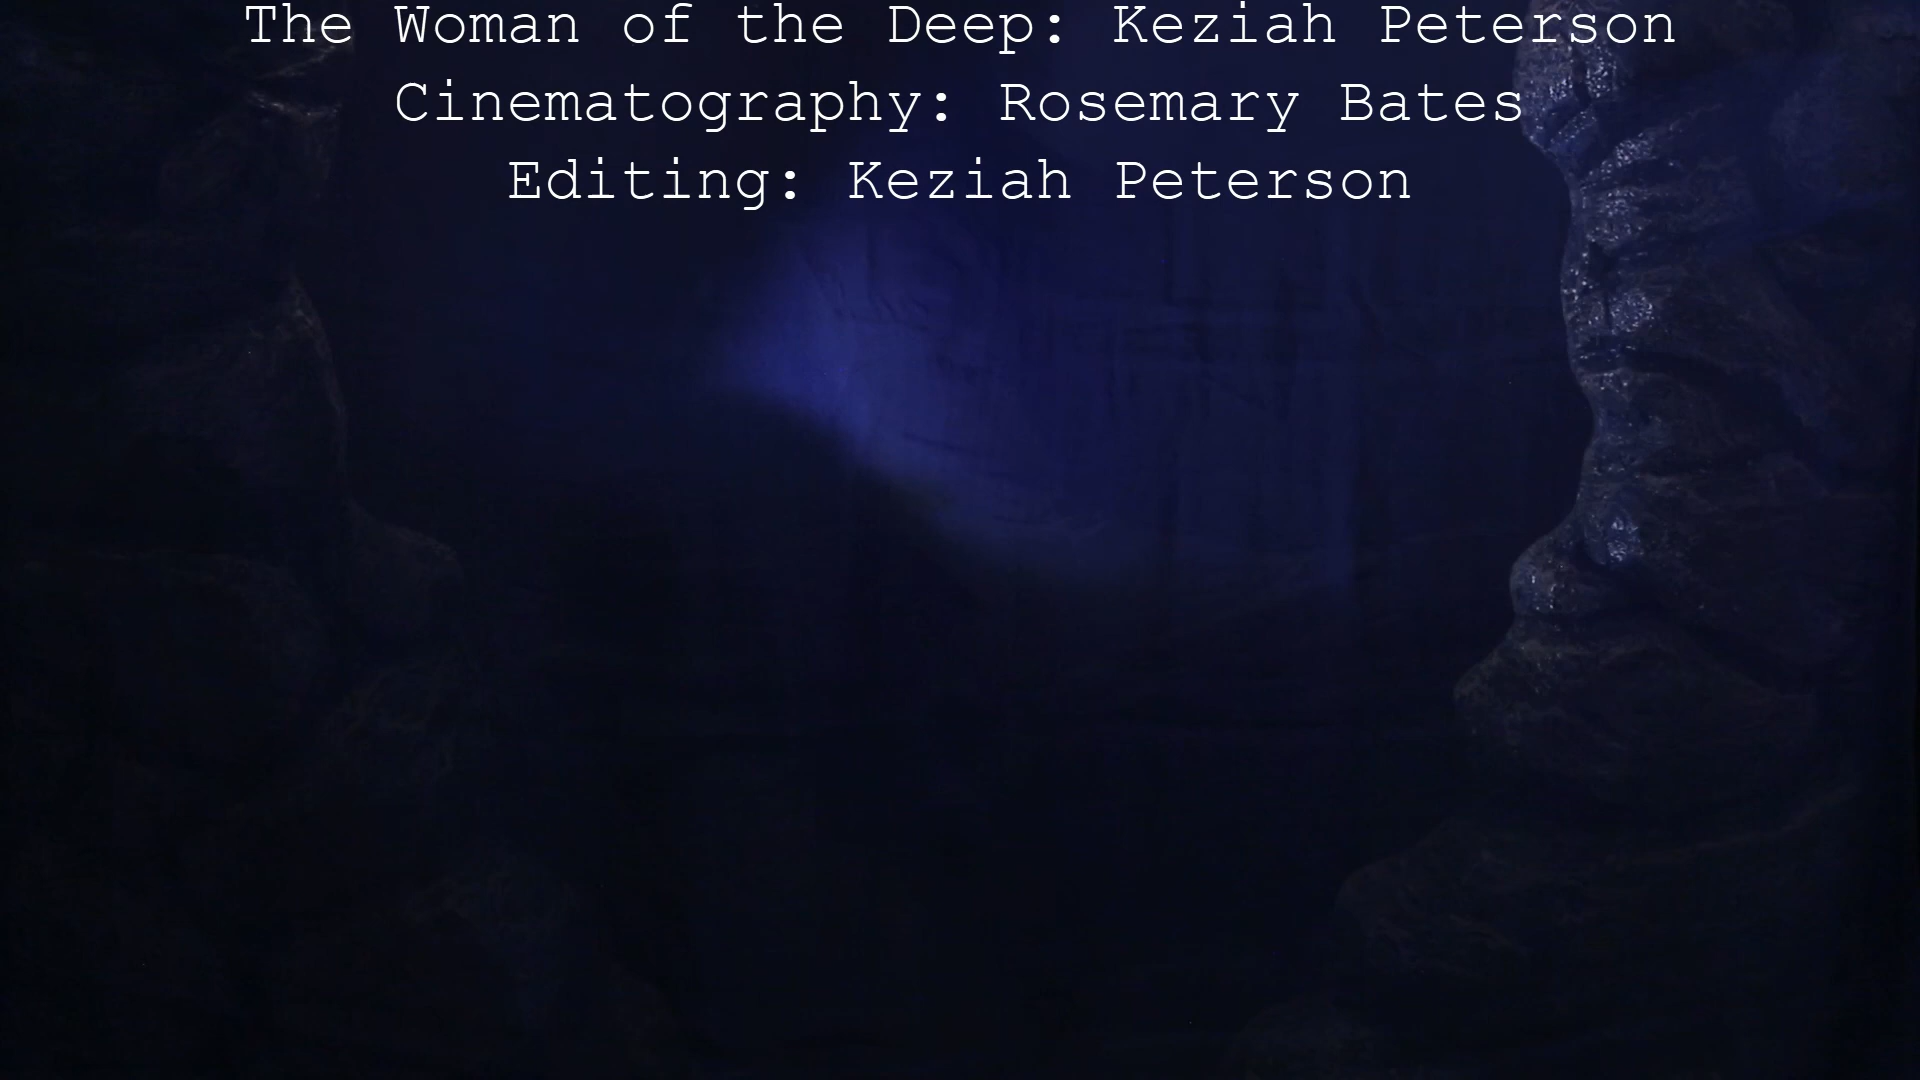 The Woman of the Deep: Keziah Peterson
Cinematography: Rosemary Bates
Editing: Keziah Peterson